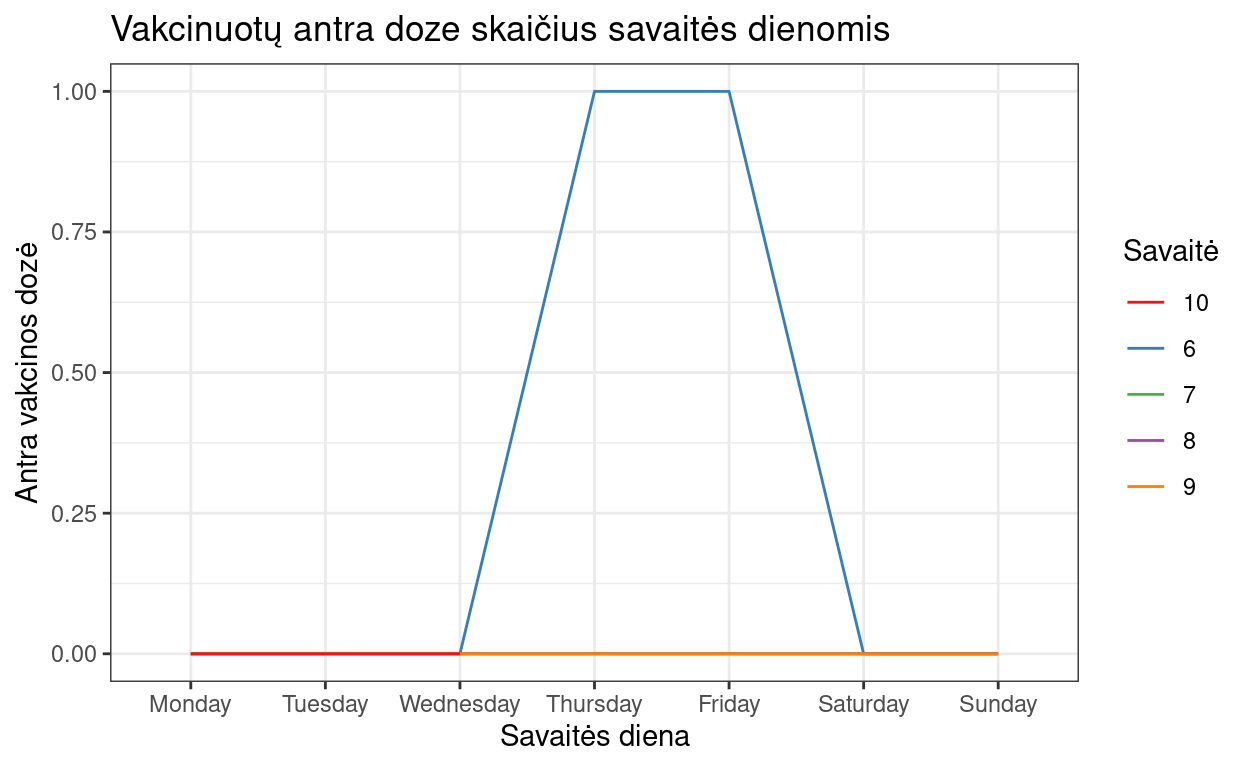 Vakcinuotų antra doze skaičius savaitės dienomis
Antra vakcinos dozė
1.00
0.75
0.50
0.25
0.00
Monday Tuesday Wednesday Thursday Friday Saturday Sunday
Savaitės diena
Savaitė
10
6
7
8
9